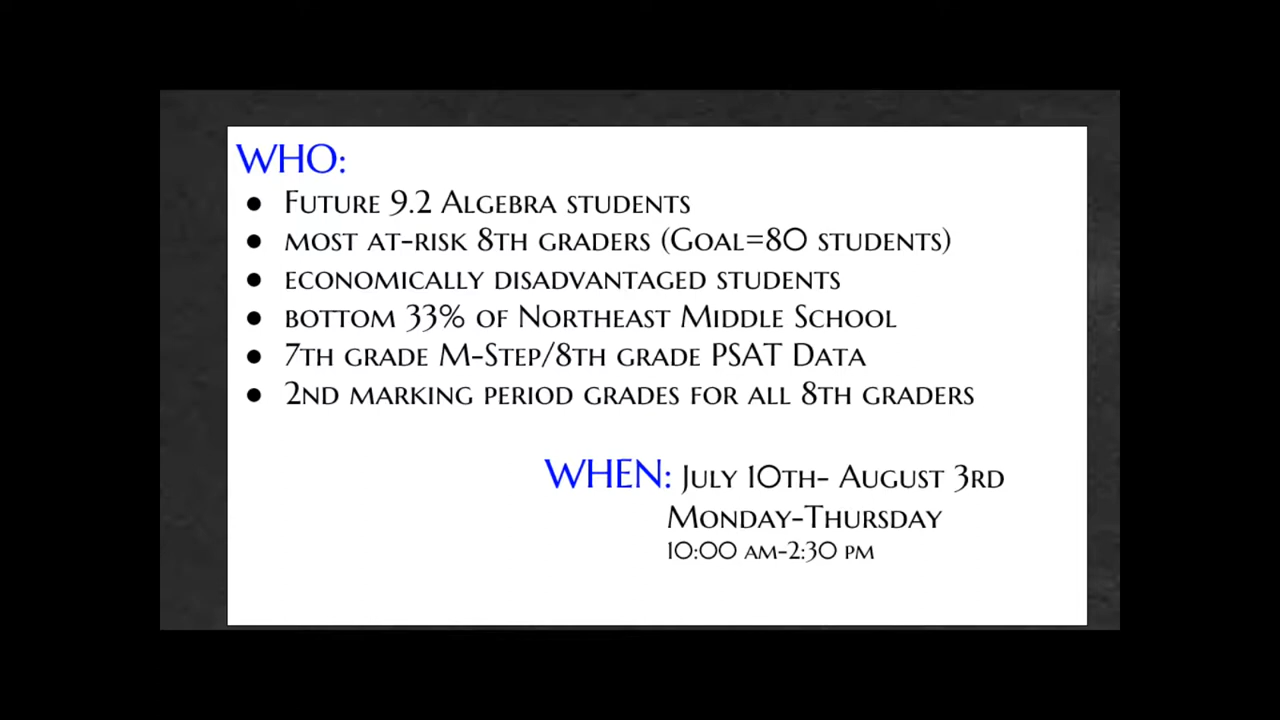 WHO:
● Future 9.2 Algebra students
● most at-risk 8th graders (Goal=80 students)
● economically disadvantaged students
● bottom 33% of Northeast Middle School
● 7th grade M-Step/8th grade PSAT Data
● 2nd marking period grades for all 8th graders
WHEN: July 10th- August 3rd
Monday-Thursday
10:00 am-2:30 pm